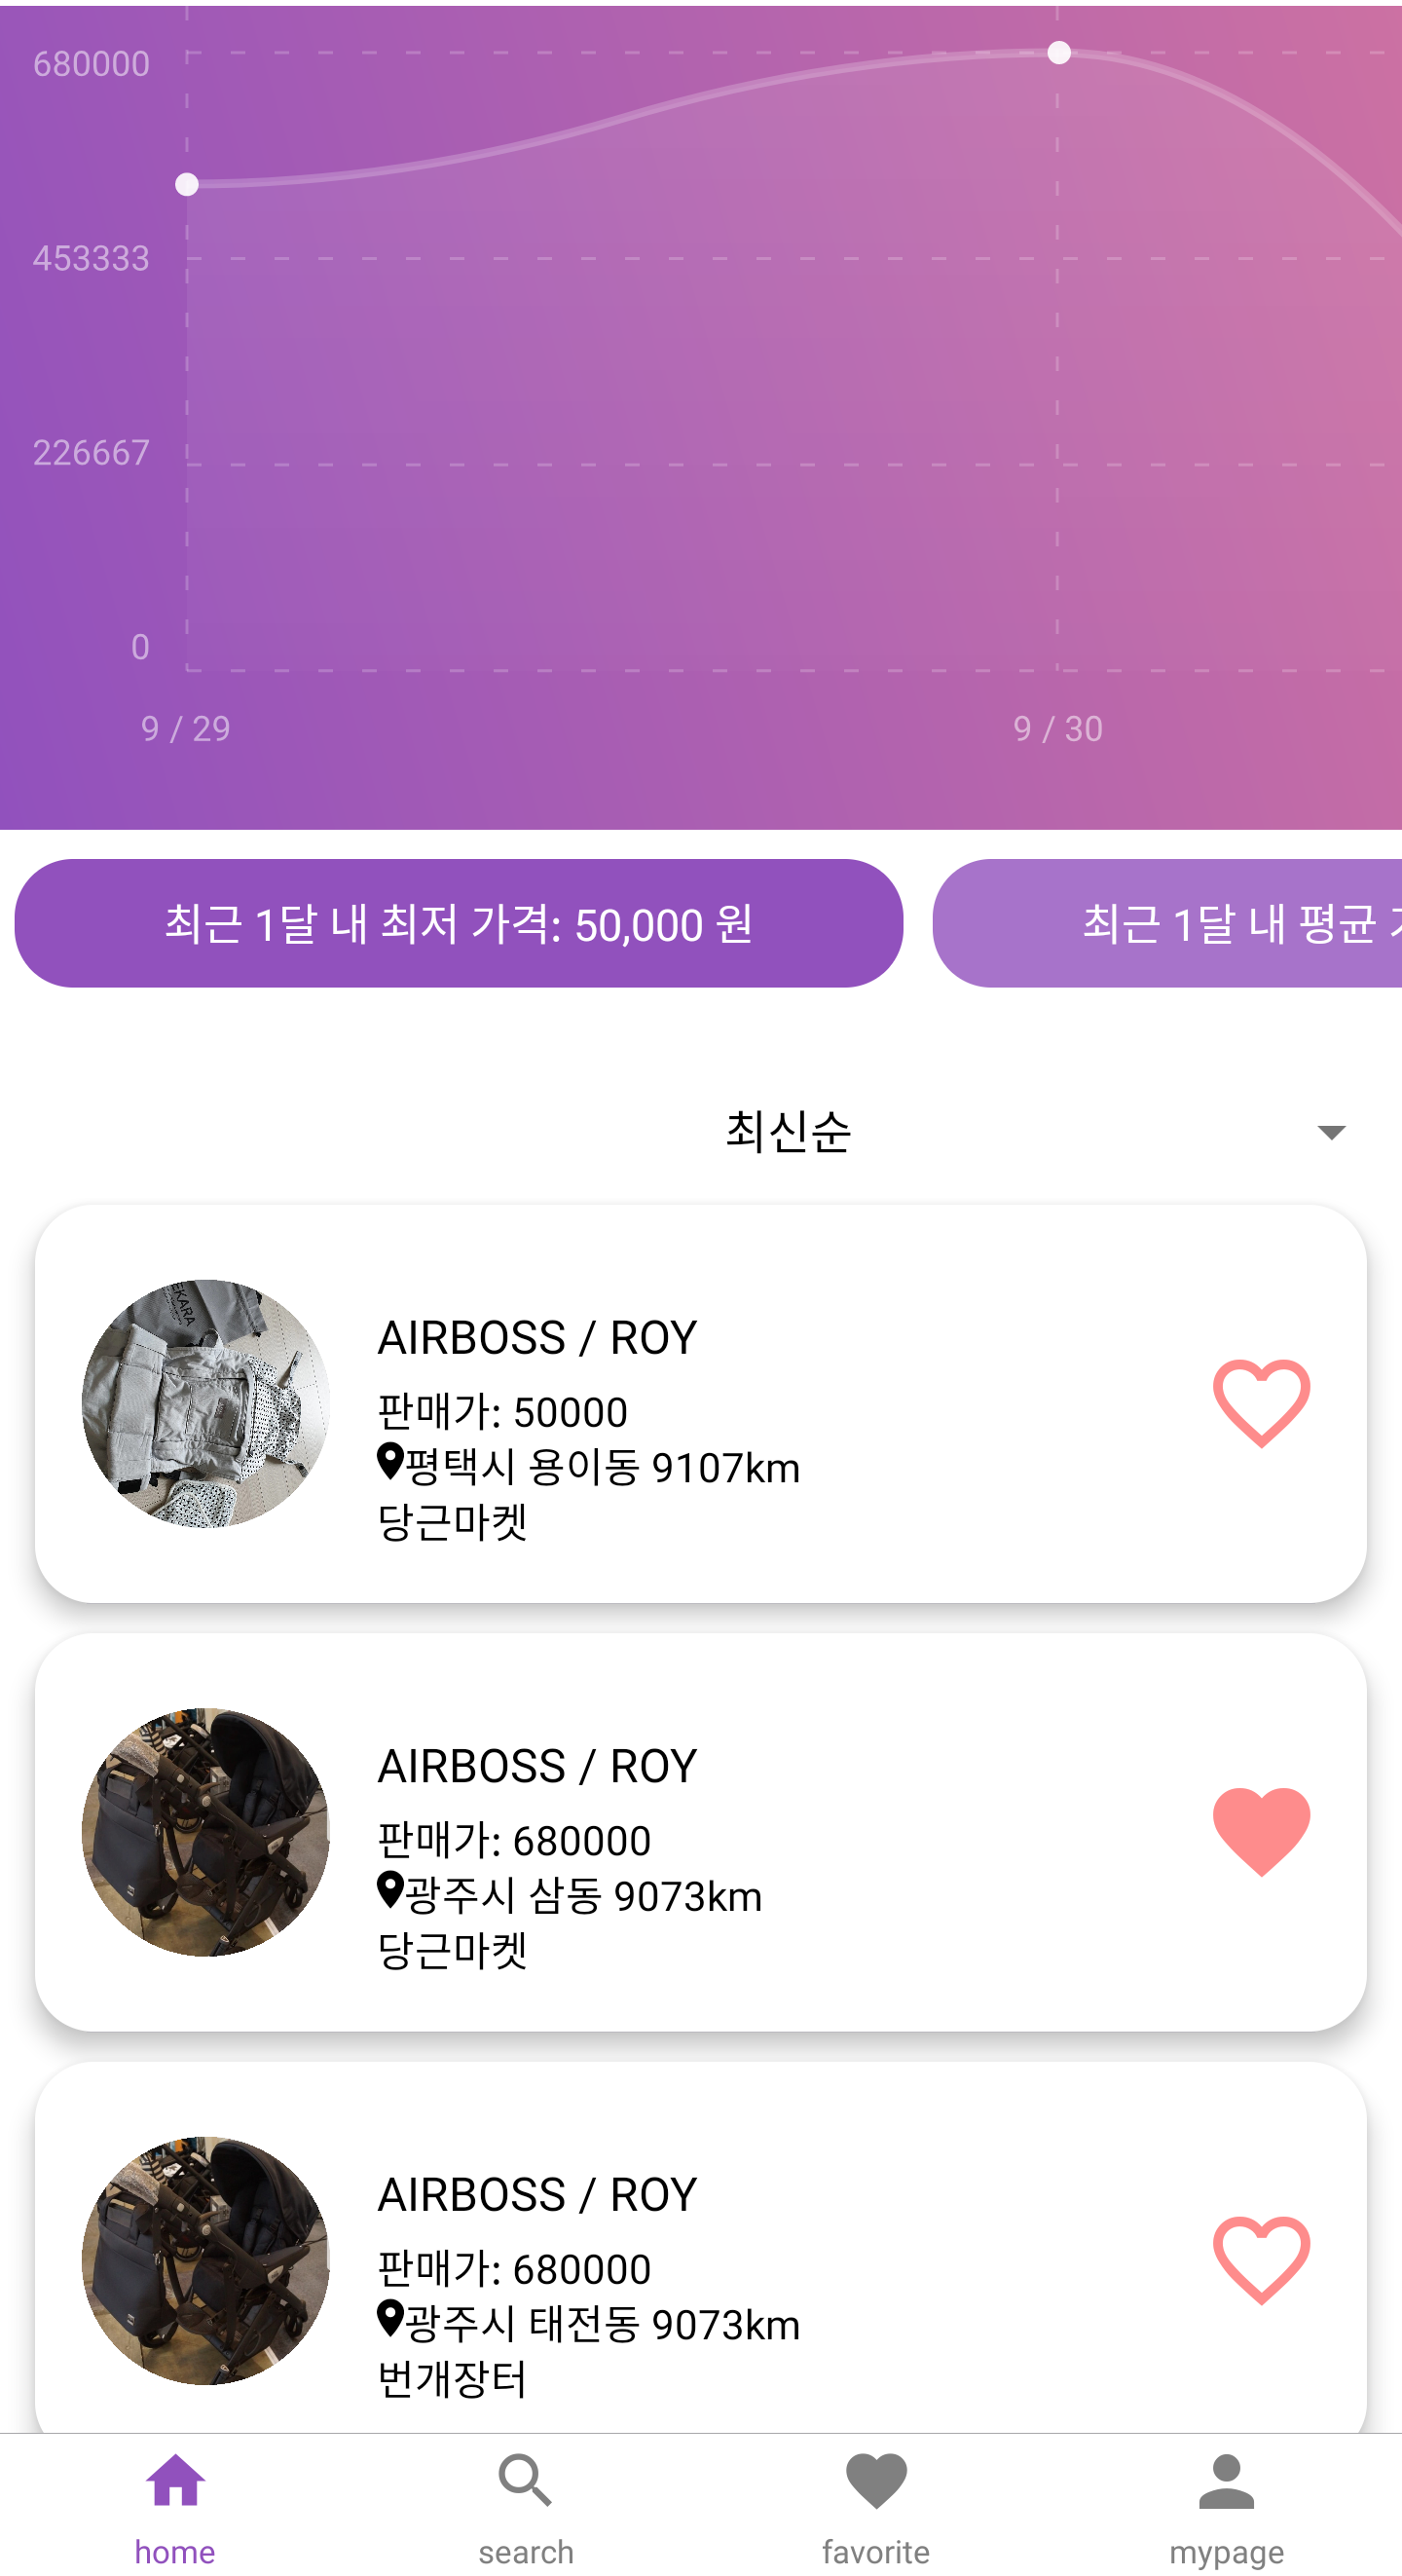 680000
453333
226667
0
9 / 29
9 / 30
최근 1달 내 최저 가격: 50,000 원
최근 1달 내 평균
최신순
EKARA
AIRBOSS / ROY
판매가: 50000
평택시 용이동 9107km
당근마켓
AIRBOSS / ROY
판매가: 680000
광주시 삼동 9073km
당근마켓
AIRBOSS / ROY
판매가: 680000
광주시 태전동 9073km
번개장터
home
search
favorite
mypage